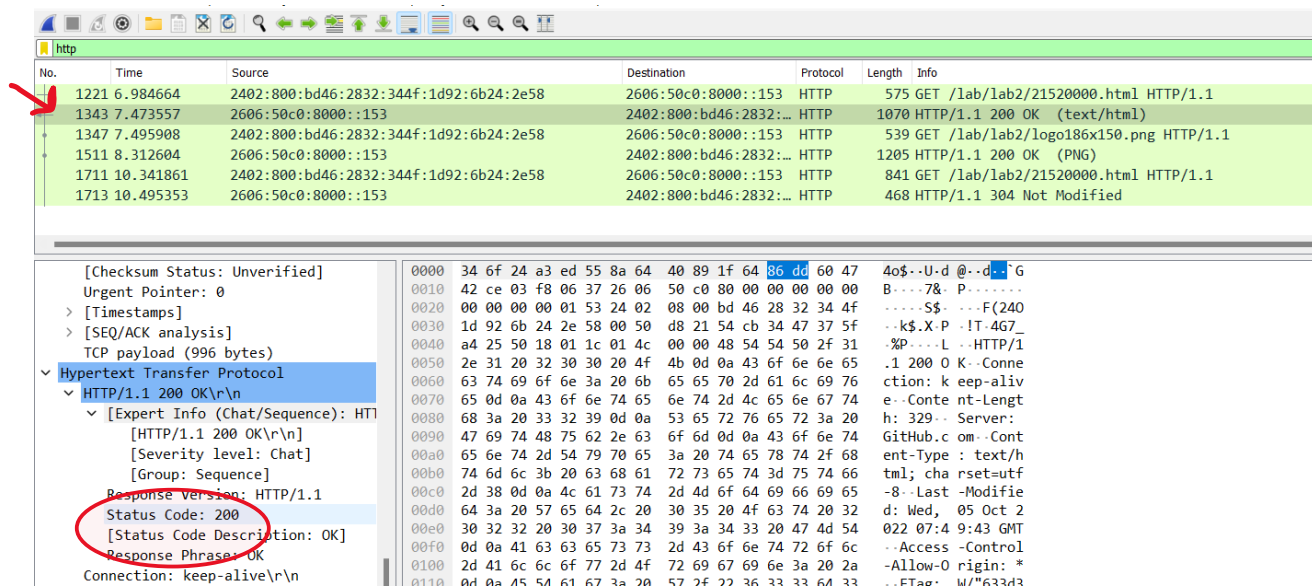 http
No. Time Source Destination Protocol Length Info
1221 6.984664 2402:800:bd46:2832:344f:1d92:6b24:2e58 2606:50c0:8000::153 HTTP 575 GET /lab/lab2/21520000.html HTTP/1.1
1343 7.473557 2606:50c0:8000::153 2402:800:bd46:2832:… HTTP 1070 HTTP/1.1 200 OK (text/html)
1347 7.495908 2402:800:bd46:2832:344f:1d92:6b24:2e58 2606:50c0:8000::153 HTTP 539 GET /lab/lab2/logo186x150.png HTTP/1.1
1511 8.312604 2606:50c0:8000::153 2402:800:bd46:2832:… HTTP 1205 HTTP/1.1 200 OK (PNG)
1711 10.341861 2402:800:bd46:2832:344f:1d92:6b24:2e58 2606:50c0:8000::153 HTTP 841 GET /lab/lab2/21520000.html HTTP/1.1
1713 10.495353 2606:50c0:8000::153 2402:800:bd46:2832:… HTTP 468 HTTP/1.1 304 Not Modified
[Checksum Status: Unverified]
Urgent Pointer: 0
[Timestamps]
[SEQ/ACK analysis]
TCP payload (996 bytes)
Hypertext Transfer Protocol
HTTP/1.1 200 OK\r\n
[Expert Info (Chat/Sequence): HTT
[HTTP/1.1 200 OK\r\n]
[Severity level: Chat]
[Group: Sequence]
Response Version: HTTP/1.1
Status Code: 200
[Status Code Description: OK]
Response Phrase: OK
Connection: keep-alive\r\n
0000 34 6f 24 a3 ed 55 8a 64 40 89 1f 64 86 dd 60 47 4o$··U·d @··d··`G
0010 42 ce 03 f8 06 37 26 06 50 c0 80 00 00 00 00 00 B····7&· P·······
0020 00 00 00 00 01 53 24 02 08 00 bd 46 28 32 34 4f ·····S$· ···F(24O
0030 1d 92 6b 24 2e 58 00 50 d8 21 54 cb 34 47 37 5f ··k$.X·P ·!T·4G7_
0040 a4 25 50 18 01 1c 01 4c 00 00 48 54 54 50 2f 31 ·%P····L ··HTTP/1
0050 2e 31 20 32 30 30 20 4f 4b 0d 0a 43 6f 6e 6e 65 .1 200 O K··Conne
0060 63 74 69 6f 6e 3a 20 6b 65 65 70 2d 61 6c 69 76 ction: k eep-aliv
0070 65 0d 0a 43 6f 6e 74 65 6e 74 2d 4c 65 6e 67 74 e··Conte nt-Lengt
0080 68 3a 20 33 32 39 0d 0a 53 65 72 76 65 72 3a 20 h: 329·· Server:
0090 47 69 74 48 75 62 2e 63 6f 6d 0d 0a 43 6f 6e 74 GitHub.c om··Cont
00a0 65 6e 74 2d 54 79 70 65 3a 20 74 65 78 74 2f 68 ent-Type : text/h
00b0 74 6d 6c 3b 20 63 68 61 72 73 65 74 3d 75 74 66 tml; cha rset=utf
00c0 2d 38 0d 0a 4c 61 73 74 2d 4d 6f 64 69 66 69 65 -8··Last -Modifie
00d0 64 3a 20 57 65 64 2c 20 30 35 20 4f 63 74 20 32 d: Wed, 05 Oct 2
00e0 30 32 32 20 30 37 3a 34 39 3a 34 33 20 47 4d 54 022 07:4 9:43 GMT
00f0 0d 0a 41 63 63 65 73 73 2d 43 6f 6e 74 72 6f 6c ··Access -Control
0100 2d 41 6c 6c 6f 77 2d 4f 72 69 67 69 6e 3a 20 2a -Allow-O rigin: *
0110 0d 0a 45 54 61 67 3a 20 57 2f 22 36 33 33 64 33 ··ETag: W/"633d3